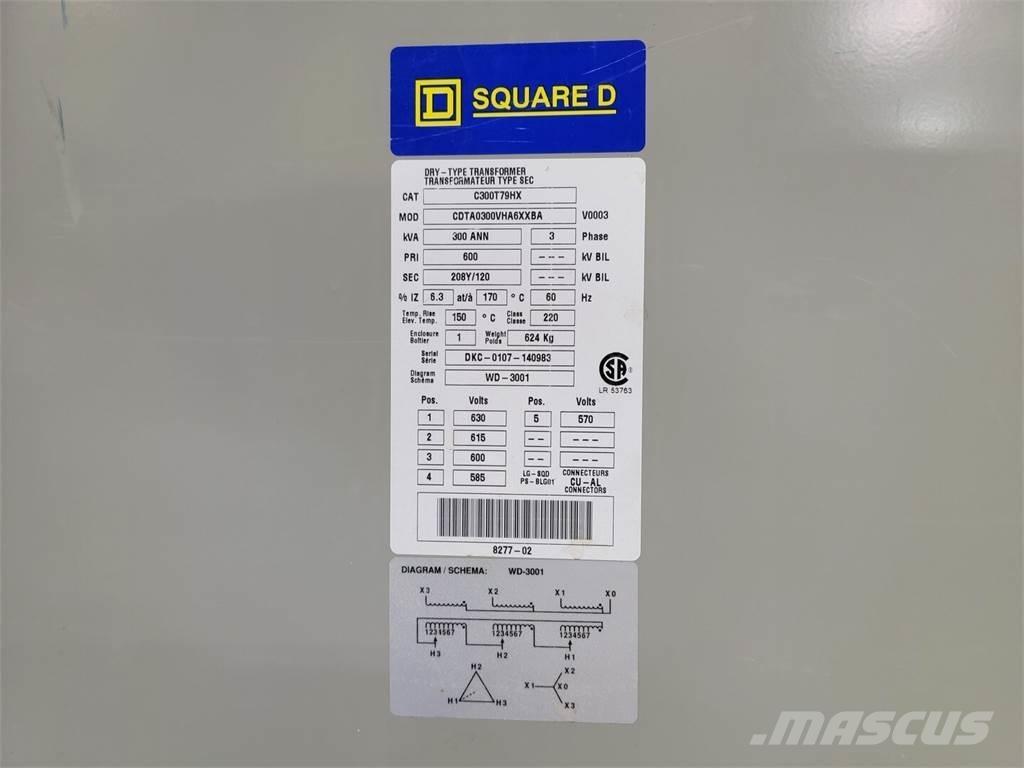 SQUARE D
DRY-TYPE TRANSFORMER
TRANSFORMATEUR TYPE SEC
CAT C300T79HX
MOD CDTA0300VHA6XXBA V0003
kVA 300 ANN 3 Phase
PRI 600 --- kV BIL
SEC 208Y/120 --- kV BIL
% IZ 6.3 at/à 170 °C 60 Hz
Temp. Rise
Elev. Temp. 150 °C Class
Classe 220
Enclosure
Boîtier 1 Weight
Poids 624 Kg
Serial
Série DKC-0107-140983
Diagram
Schéma WD-3001
LR 53763
Pos. Volts Pos. Volts
1 630 5 570
2 615 -- ---
3 600 -- ---
4 585
LG-SQD CONNECTEURS
PS-BLG01 CU-AL
CONNECTORS
8277-02
DIAGRAM / SCHEMA: WD-3001
X3 X2 X1 X0
1234567 1234567 1234567
H3 H2 H1
H2
H1 H3
X2
X1 X0
X3
MASCUS